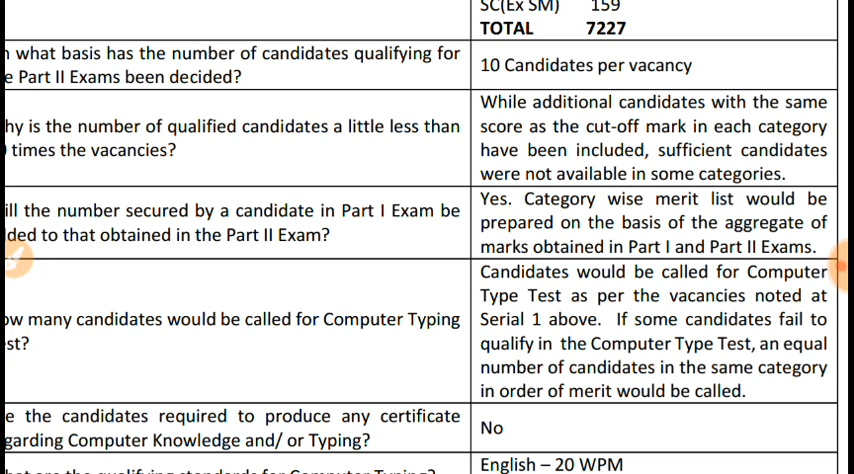 SC(Ex SM) 159
TOTAL 7227
what basis has the number of candidates qualifying for
e Part II Exams been decided?
10 Candidates per vacancy
hy is the number of qualified candidates a little less than
times the vacancies?
While additional candidates with the same
score as the cut-off mark in each category
have been included, sufficient candidates
were not available in some categories.
ill the number secured by a candidate in Part I Exam be
ded to that obtained in the Part II Exam?
Yes. Category wise merit list would be
prepared on the basis of the aggregate of
marks obtained in Part I and Part II Exams.
ow many candidates would be called for Computer Typing
st?
Candidates would be called for Computer
Type Test as per the vacancies noted at
Serial 1 above. If some candidates fail to
qualify in the Computer Type Test, an equal
number of candidates in the same category
in order of merit would be called.
e the candidates required to produce any certificate
garding Computer Knowledge and/ or Typing?
No
English – 20 WPM